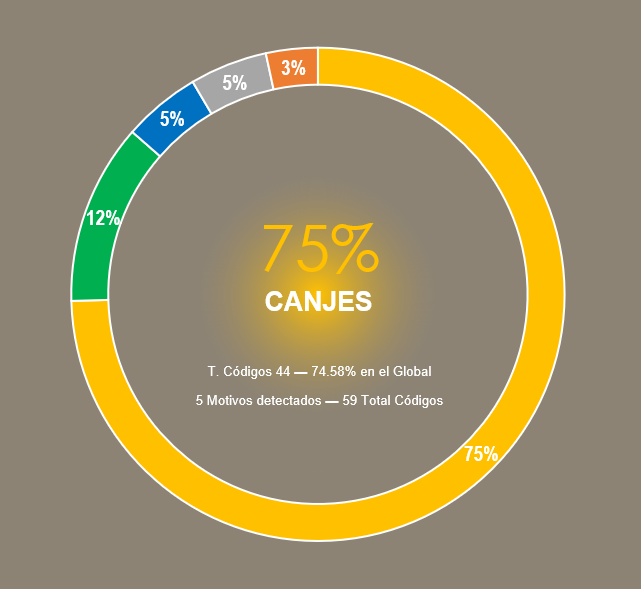 3%
5%
5%
12%
75%
CANJES
T. Códigos 44 — 74.58% en el Global
5 Motivos detectados — 59 Total Códigos
75%